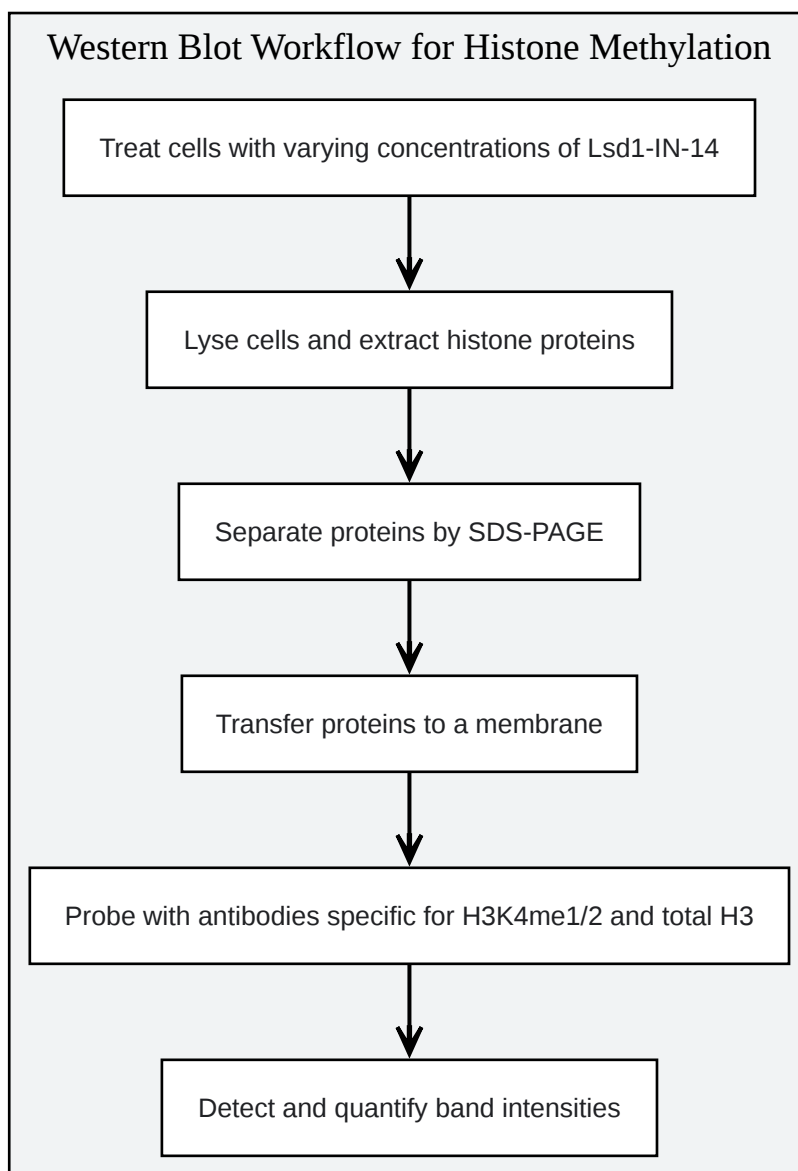 Western Blot Workflow for Histone Methylation
Treat cells with varying concentrations of Lsd1-IN-14
Lyse cells and extract histone proteins
Separate proteins by SDS-PAGE
Transfer proteins to a membrane
Probe with antibodies specific for H3K4me1/2 and total H3
Detect and quantify band intensities